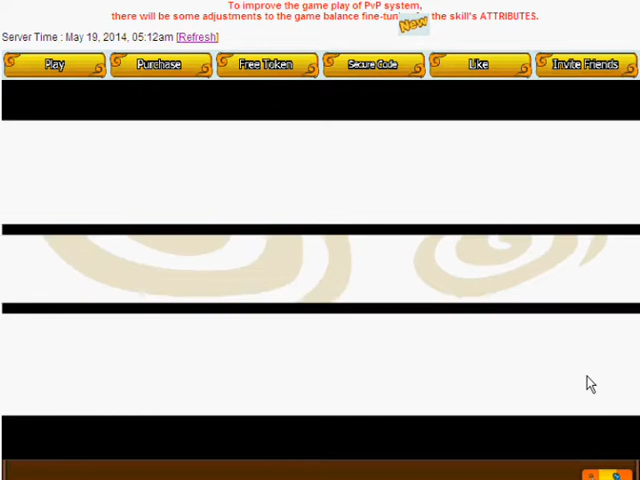 To improve the game play of PvP system,
there will be some adjustments to the game balance fine-tun the skill's ATTRIBUTES.
New
Server Time : May 19, 2014, 05:12am [Refresh]
Play Purchase Free Token Secure Code Like Invite Friends